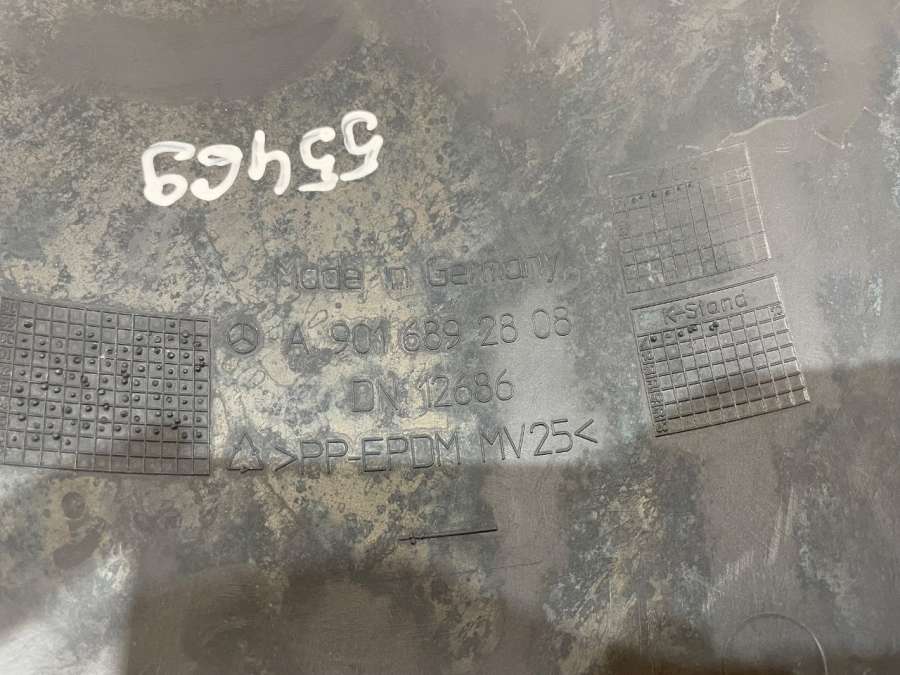 55469
Made in Germany
A 901 689 28 08
K-Stand
DN 12686
>PP-EPDM MV25<